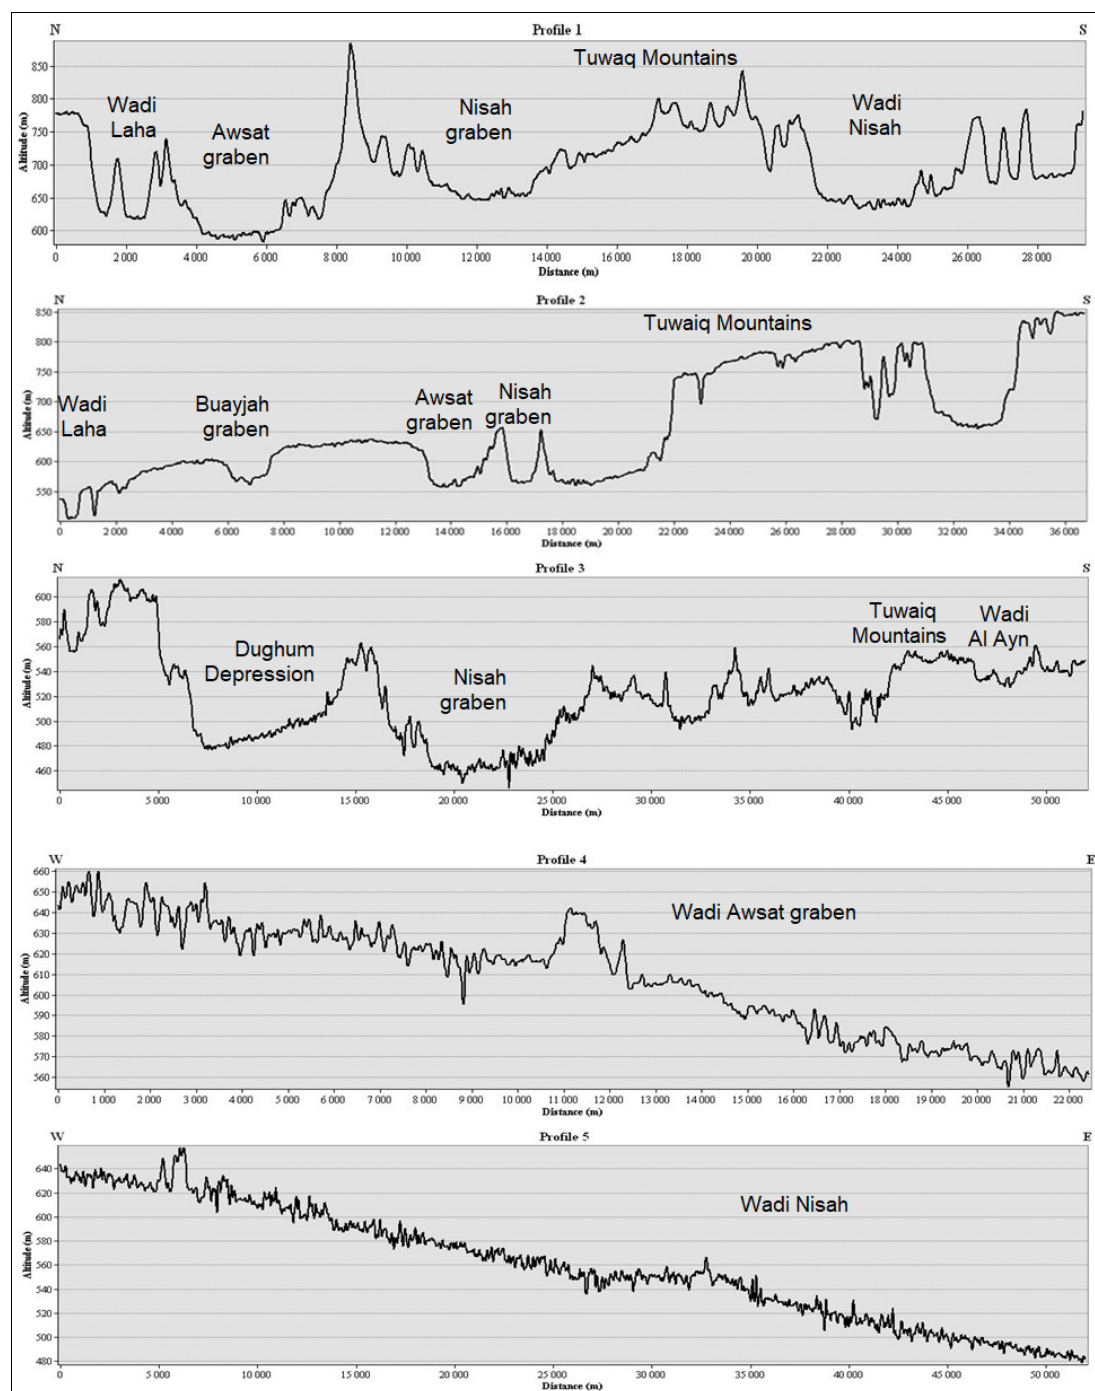 N Profile 1 S
Tuwaq Mountains
Wadi
Laha
Awsat
graben
Nisah
graben
Wadi
Nisah
Altitude (m)
850
800
750
700
650
600
0 2 000 4 000 6 000 8 000 10 000 12 000 14 000 16 000 18 000 20 000 22 000 24 000 26 000 28 000
Distance (m)
N Profile 2 S
Tuwaiq Mountains
Wadi
Laha
Buayjah
graben
Awsat
graben
Nisah
graben
Altitude (m)
850
800
750
700
650
600
550
0 2 000 4 000 6 000 8 000 10 000 12 000 14 000 16 000 18 000 20 000 22 000 24 000 26 000 28 000 30 000 32 000 34 000 36 000
Distance (m)
N Profile 3 S
Dughum
Depression
Nisah
graben
Tuwaiq
Mountains
Wadi
Al Ayn
Altitude (m)
600
580
560
540
520
500
480
460
0 5 000 10 000 15 000 20 000 25 000 30 000 35 000 40 000 45 000 50 000
Distance (m)
W Profile 4 E
Wadi Awsat graben
Altitude (m)
660
650
640
630
620
610
600
590
580
570
560
0 1 000 2 000 3 000 4 000 5 000 6 000 7 000 8 000 9 000 10 000 11 000 12 000 13 000 14 000 15 000 16 000 17 000 18 000 19 000 20 000 21 000 22 000
Distance (m)
W Profile 5 E
Wadi Nisah
Altitude (m)
640
620
600
580
560
540
520
500
480
0 5 000 10 000 15 000 20 000 25 000 30 000 35 000 40 000 45 000 50 000
Distance (m)